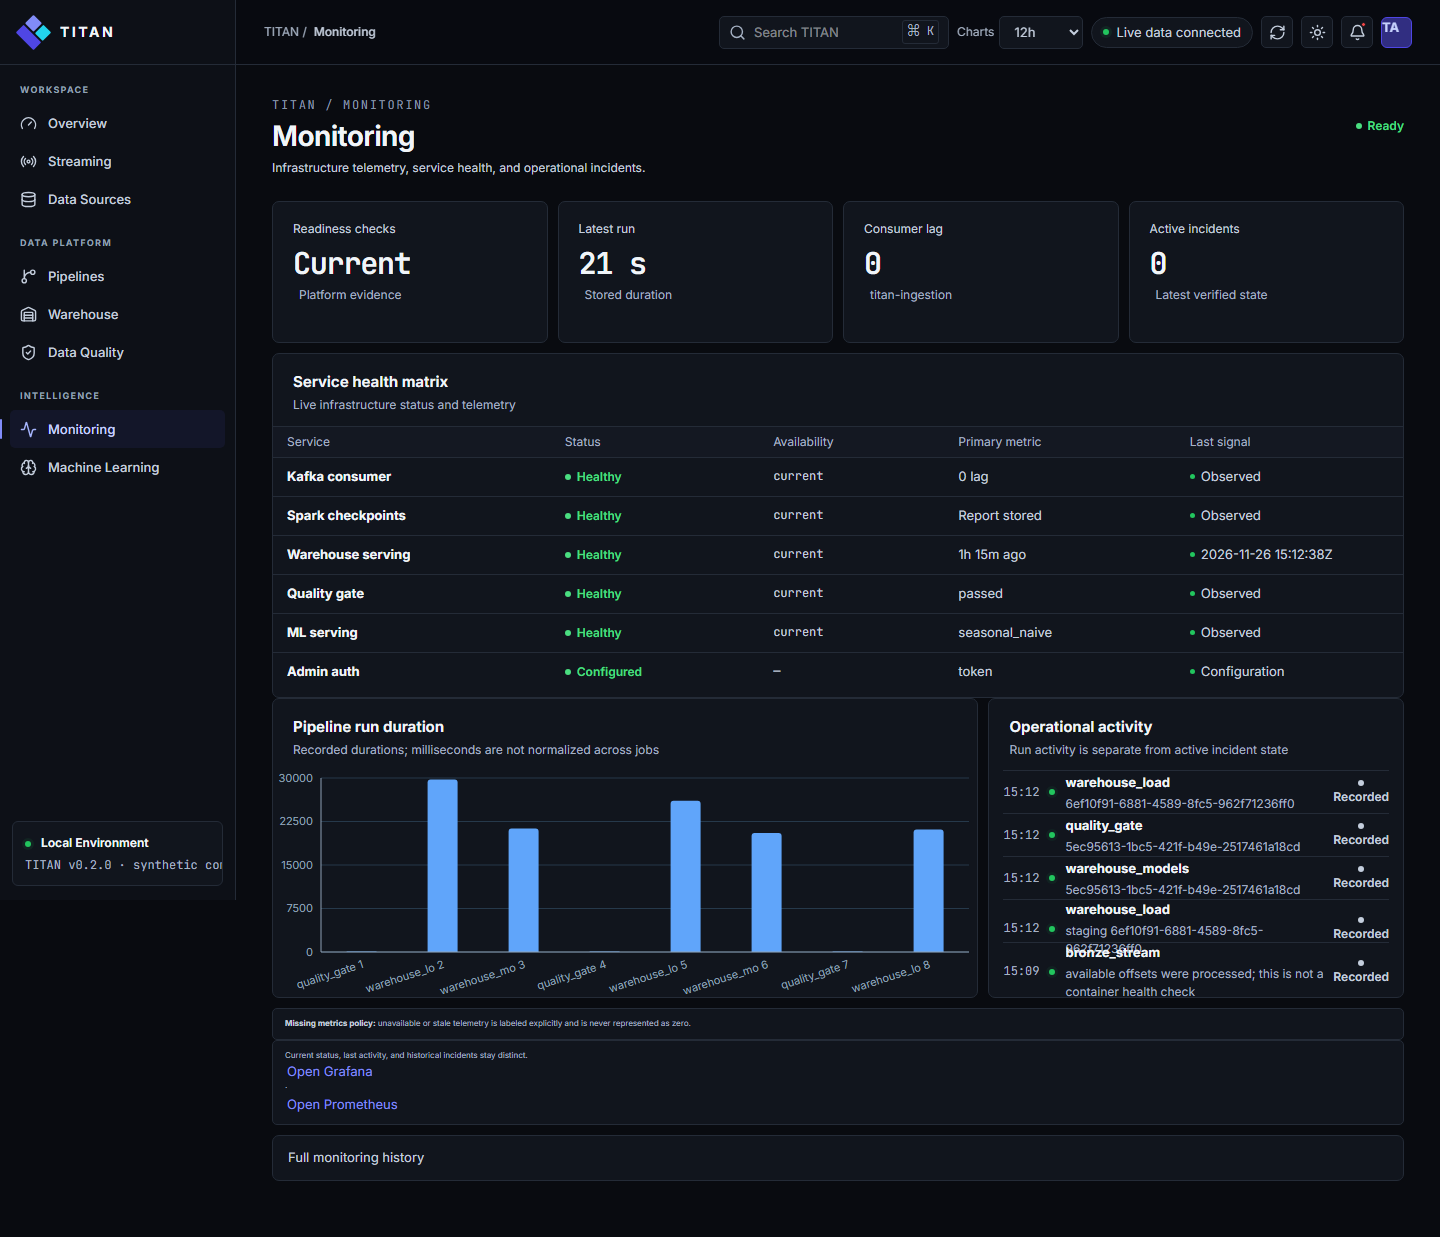 TITAN
WORKSPACE
Overview
Streaming
Data Sources
DATA PLATFORM
Pipelines
Warehouse
Data Quality
INTELLIGENCE
Monitoring
Machine Learning
Local Environment
TITAN v0.2.0 · synthetic
TITAN / Monitoring
Search TITAN ⌘ K
Charts 12h
Live data connected
TA
TITAN / MONITORING
Monitoring
Infrastructure telemetry, service health, and operational incidents.
Ready
Readiness checks
Current
Platform evidence
Latest run
21 s
Stored duration
Consumer lag
0
titan-ingestion
Active incidents
0
Latest verified state
Service health matrix
Live infrastructure status and telemetry
Service Status Availability Primary metric Last signal
Kafka consumer Healthy current 0 lag Observed
Spark checkpoints Healthy current Report stored Observed
Warehouse serving Healthy current 1h 15m ago 2026-11-26 15:12:38Z
Quality gate Healthy current passed Observed
ML serving Healthy current seasonal_naive Observed
Admin auth Configured — token Configuration
Pipeline run duration
Recorded durations; milliseconds are not normalized across jobs
30000
22500
15000
7500
0
quality_gate 1
warehouse_lo 2
warehouse_mo 3
quality_gate 4
warehouse_lo 5
warehouse_mo 6
quality_gate 7
warehouse_lo 8
Operational activity
Run activity is separate from active incident state
15:12 warehouse_load
6ef10f91-6881-4589-8fc5-962f71236ff0
Recorded
15:12 quality_gate
5ec95613-1bc5-421f-b49e-2517461a18cd
Recorded
15:12 warehouse_models
5ec95613-1bc5-421f-b49e-2517461a18cd
Recorded
15:12 warehouse_load
staging 6ef10f91-6881-4589-8fc5-
962f71236ff0
Recorded
15:09 bronze_stream
available offsets were processed; this is not a
container health check
Recorded
Missing metrics policy: unavailable or stale telemetry is labeled explicitly and is never represented as zero.
Current status, last activity, and historical incidents stay distinct.
Open Grafana
·
Open Prometheus
Full monitoring history